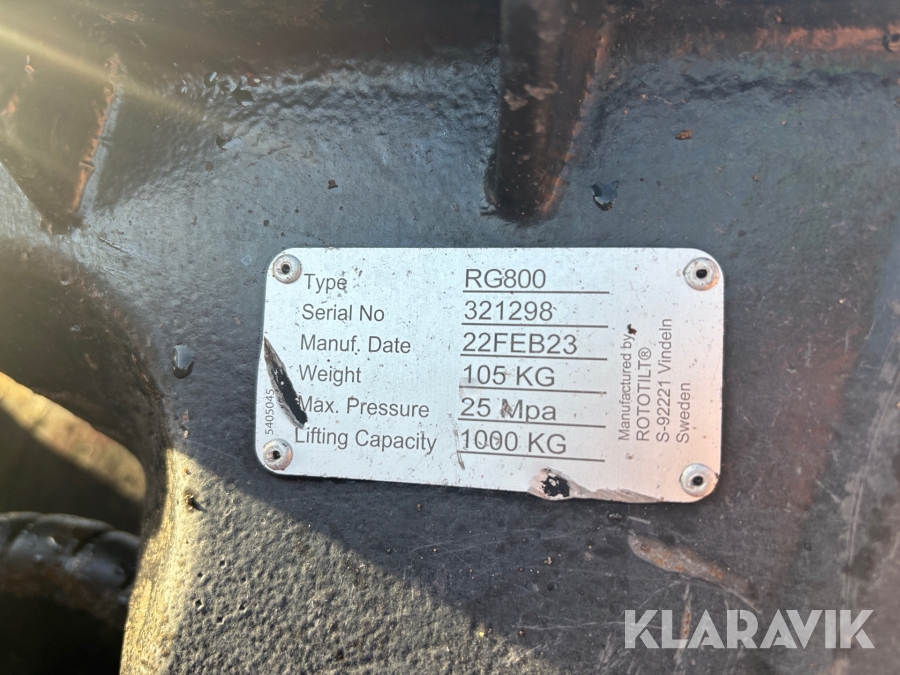 Type RG800
Serial No 321298
Manuf. Date 22FEB23
Weight 105 KG
Max. Pressure 25 Mpa
Lifting Capacity 1000 KG
5405045
Manufactured by
ROTOTILT®
S-92221 Vindeln
Sweden
KLARAVIK